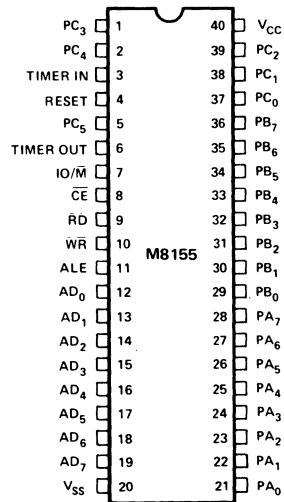 PC₃ 1 40 V_CC
PC₄ 2 39 PC₂
TIMER IN 3 38 PC₁
RESET 4 37 PC₀
PC₅ 5 36 PB₇
TIMER OUT 6 35 PB₆
IO/M̅ 7 34 PB₅
C̅E̅ 8 33 PB₄
R̅D̅ 9 32 PB₃
W̅R̅ 10 31 PB₂
M8155
ALE 11 30 PB₁
AD₀ 12 29 PB₀
AD₁ 13 28 PA₇
AD₂ 14 27 PA₆
AD₃ 15 26 PA₅
AD₄ 16 25 PA₄
AD₅ 17 24 PA₃
AD₆ 18 23 PA₂
AD₇ 19 22 PA₁
V_SS 20 21 PA₀